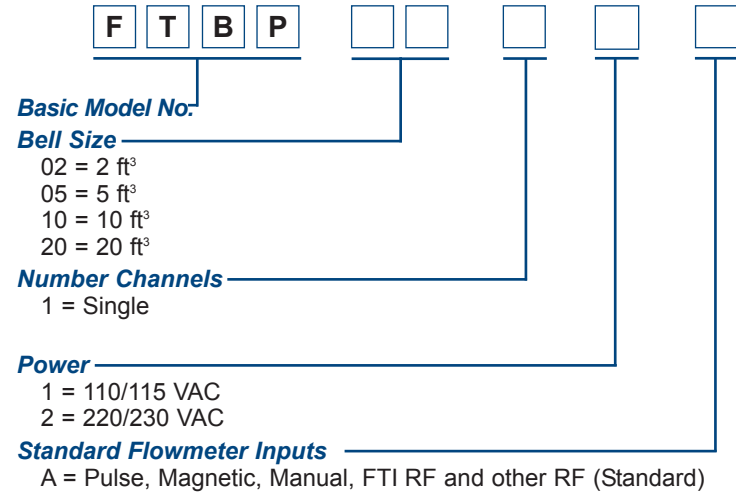 F T B P
Basic Model No.
Bell Size
02 = 2 ft³
05 = 5 ft³
10 = 10 ft³
20 = 20 ft³
Number Channels
1 = Single
Power
1 = 110/115 VAC
2 = 220/230 VAC
Standard Flowmeter Inputs
A = Pulse, Magnetic, Manual, FTI RF and other RF (Standard)